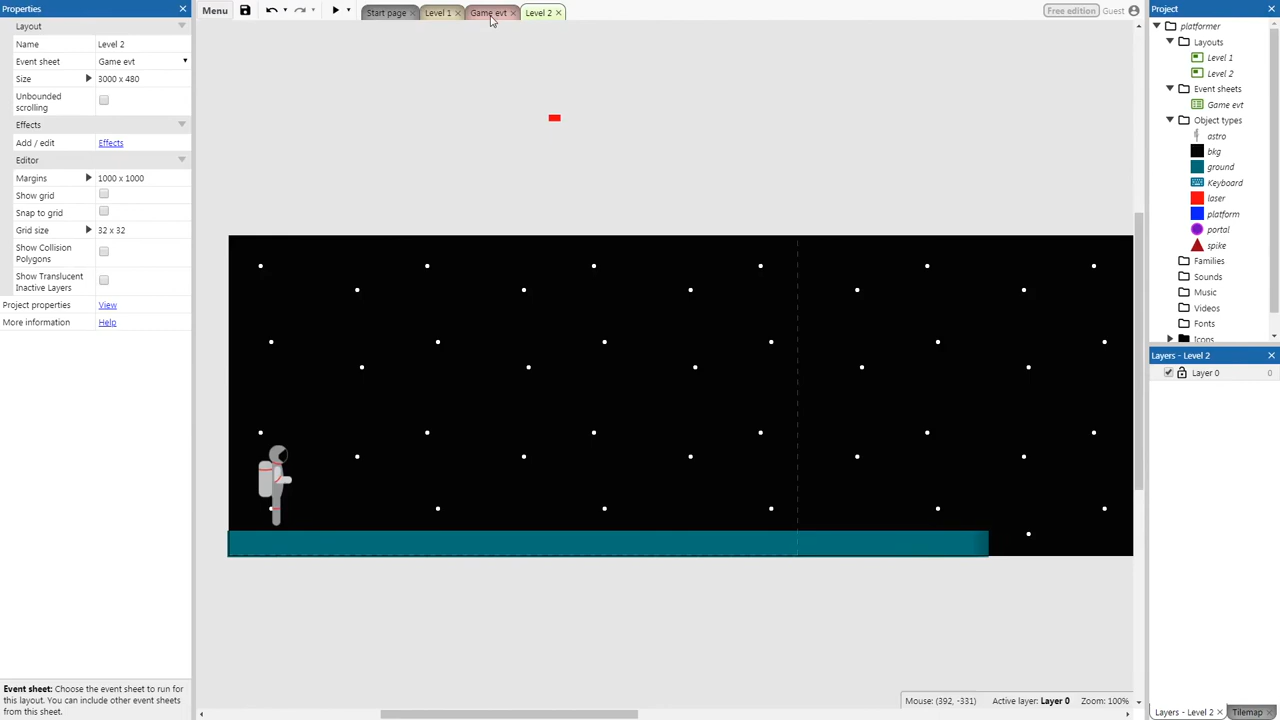 Properties
Layout
Name Level 2
Event sheet Game evt
Size 3000 x 480
Unbounded
scrolling
Effects
Add / edit Effects
Editor
Margins 1000 x 1000
Show grid
Snap to grid
Grid size 32 x 32
Show Collision
Polygons
Show Translucent
Inactive Layers
Project properties View
More information Help
Event sheet: Choose the event sheet to run for
this layout. You can include other event sheets
from this sheet.
Menu
Start page
Level 1
Game evt
Level 2
Free edition Guest
Mouse: (392, -331) Active layer: Layer 0 Zoom: 100%
Project
platformer
Layouts
Level 1
Level 2
Event sheets
Game evt
Object types
astro
bkg
ground
Keyboard
laser
platform
portal
spike
Families
Sounds
Music
Videos
Fonts
Icons
Layers - Level 2
Layer 0 0
Layers - Level 2 Tilemap